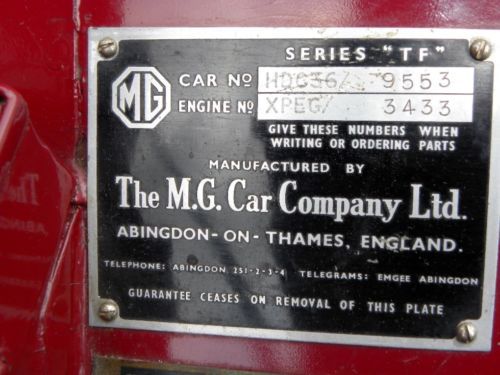 SERIES "TF"
MG
CAR No HDC36/ 9553
ENGINE No XPEG/ 3433
GIVE THESE NUMBERS WHEN
WRITING OR ORDERING PARTS
MANUFACTURED BY
The M.G. Car Company Ltd.
ABINGDON-ON-THAMES, ENGLAND.
TELEPHONE: ABINGDON, 251-2-3-4 TELEGRAMS: EMGEE ABINGDON
GUARANTEE CEASES ON REMOVAL OF THIS PLATE